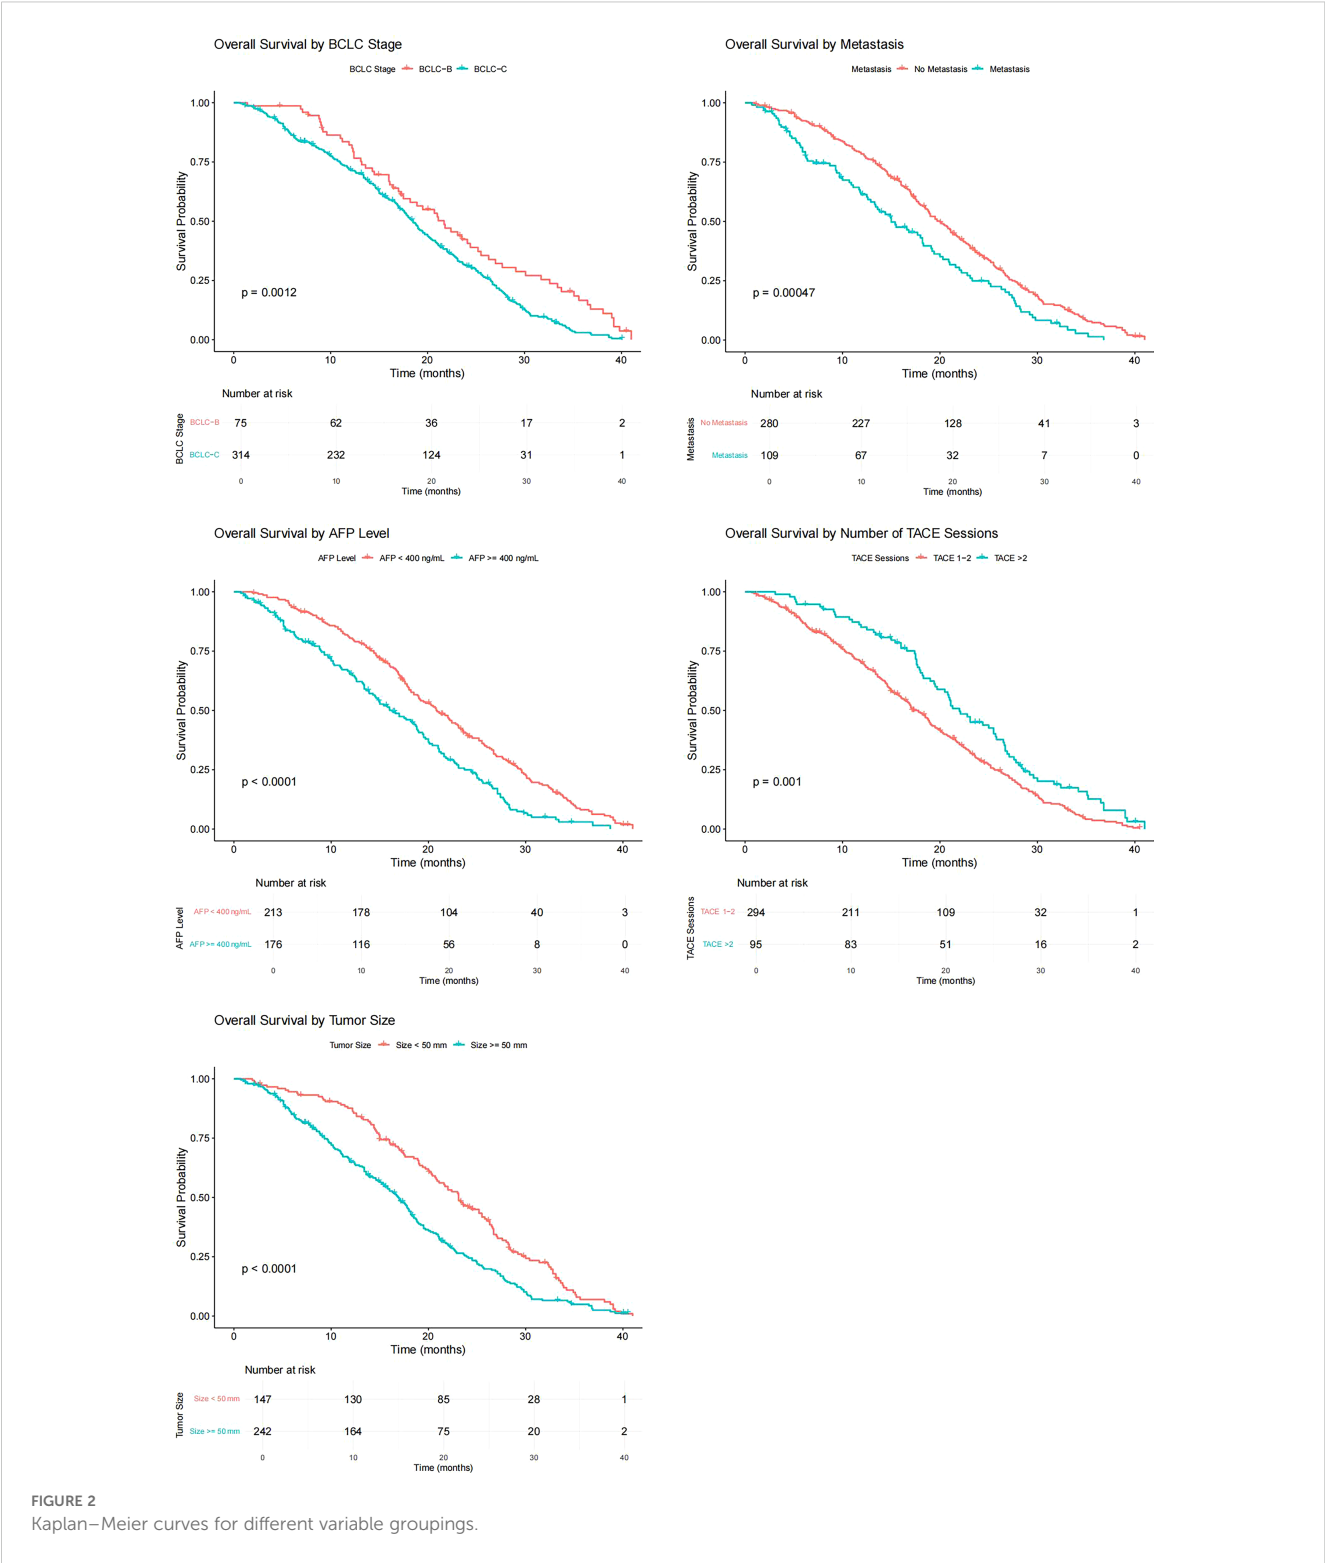 Overall Survival by BCLC Stage
BCLC Stage BCLC-B BCLC-C
1.00
0.75
0.50
0.25
0.00
Survival Probability
p = 0.0012
0 10 20 30 40
Time (months)
Number at risk
BCLC Stage
BCLC-B 75 62 36 17 2
BCLC-C 314 232 124 31 1
0 10 20 30 40
Time (months)
Overall Survival by Metastasis
Metastasis No Metastasis Metastasis
1.00
0.75
0.50
0.25
0.00
Survival Probability
p = 0.00047
0 10 20 30 40
Time (months)
Number at risk
Metastasis
No Metastasis 280 227 128 41 3
Metastasis 109 67 32 7 0
0 10 20 30 40
Time (months)
Overall Survival by AFP Level
AFP Level AFP < 400 ng/mL AFP >= 400 ng/mL
1.00
0.75
0.50
0.25
0.00
Survival Probability
p < 0.0001
0 10 20 30 40
Time (months)
Number at risk
AFP Level
AFP < 400 ng/mL 213 178 104 40 3
AFP >= 400 ng/mL 176 116 56 8 0
0 10 20 30 40
Time (months)
Overall Survival by Number of TACE Sessions
TACE Sessions TACE 1-2 TACE >2
1.00
0.75
0.50
0.25
0.00
Survival Probability
p = 0.001
0 10 20 30 40
Time (months)
Number at risk
TACE Sessions
TACE 1-2 294 211 109 32 1
TACE >2 95 83 51 16 2
0 10 20 30 40
Time (months)
Overall Survival by Tumor Size
Tumor Size Size < 50 mm Size >= 50 mm
1.00
0.75
0.50
0.25
0.00
Survival Probability
p < 0.0001
0 10 20 30 40
Time (months)
Number at risk
Tumor Size
Size < 50 mm 147 130 85 28 1
Size >= 50 mm 242 164 75 20 2
0 10 20 30 40
Time (months)
FIGURE 2
Kaplan–Meier curves for different variable groupings.